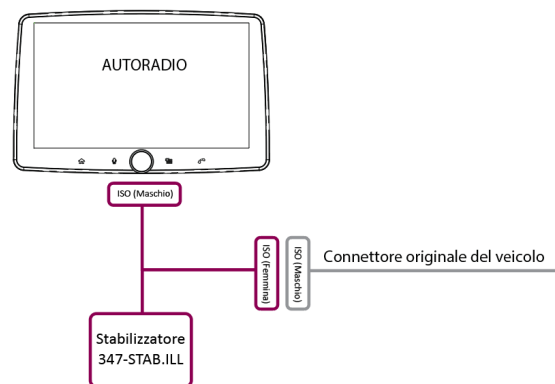 AUTORADIO
ISO (Maschio)
ISO (Femmina)
ISO (Maschio)
Connettore originale del veicolo
Stabilizzatore
347-STAB.ILL